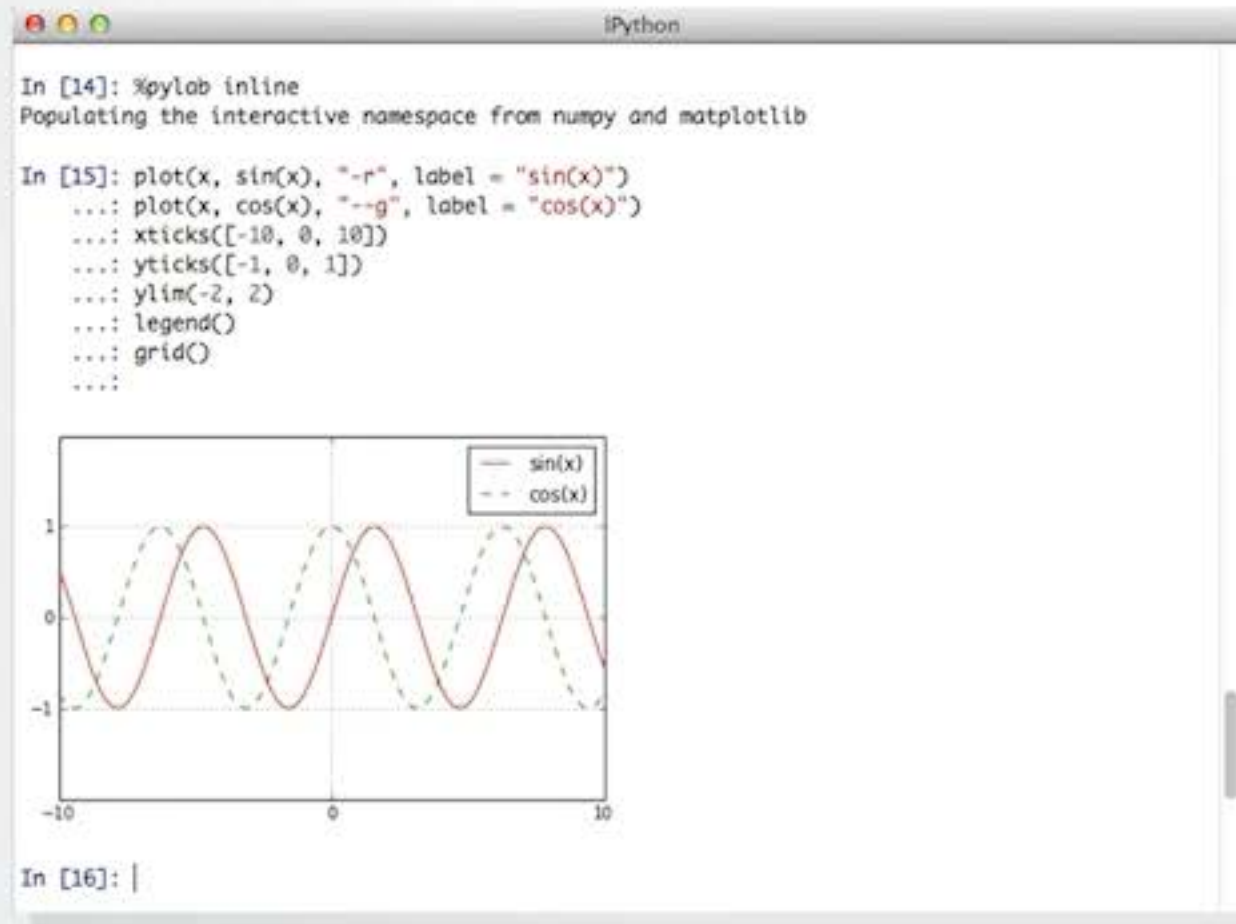 IPython
In [14]: %pylab inline
Populating the interactive namespace from numpy and matplotlib
In [15]: plot(x, sin(x), "-r", label = "sin(x)")
...: plot(x, cos(x), "--g", label = "cos(x)")
...: xticks([-10, 0, 10])
...: yticks([-1, 0, 1])
...: ylim(-2, 2)
...: legend()
...: grid()
...:
sin(x)
cos(x)
1
0
-1
-10 0 10
In [16]: